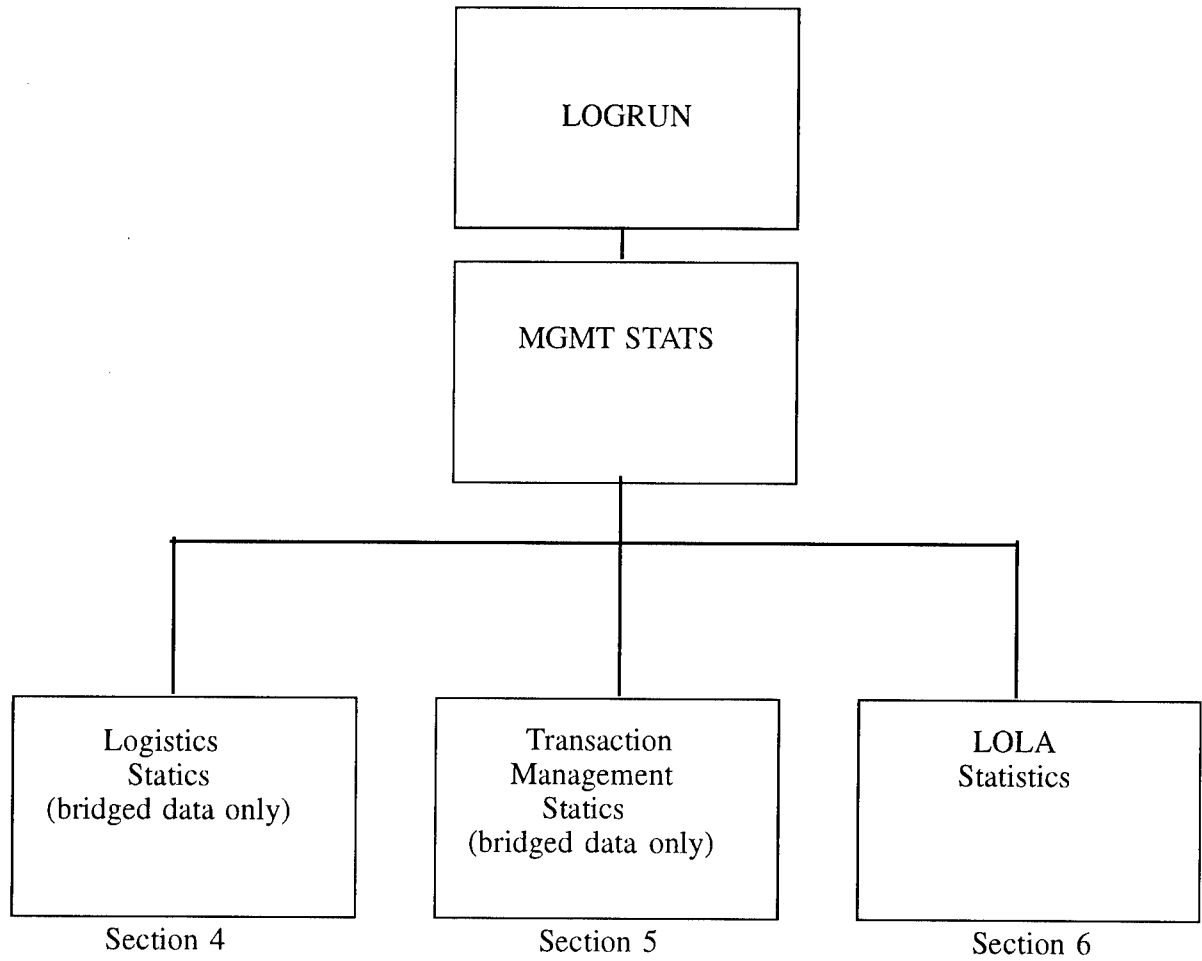 LOGRUN
MGMT STATS
Logistics
Statics
(bridged data only)
Section 4
Transaction
Management
Statics
(bridged data only)
Section 5
LOLA
Statistics
Section 6